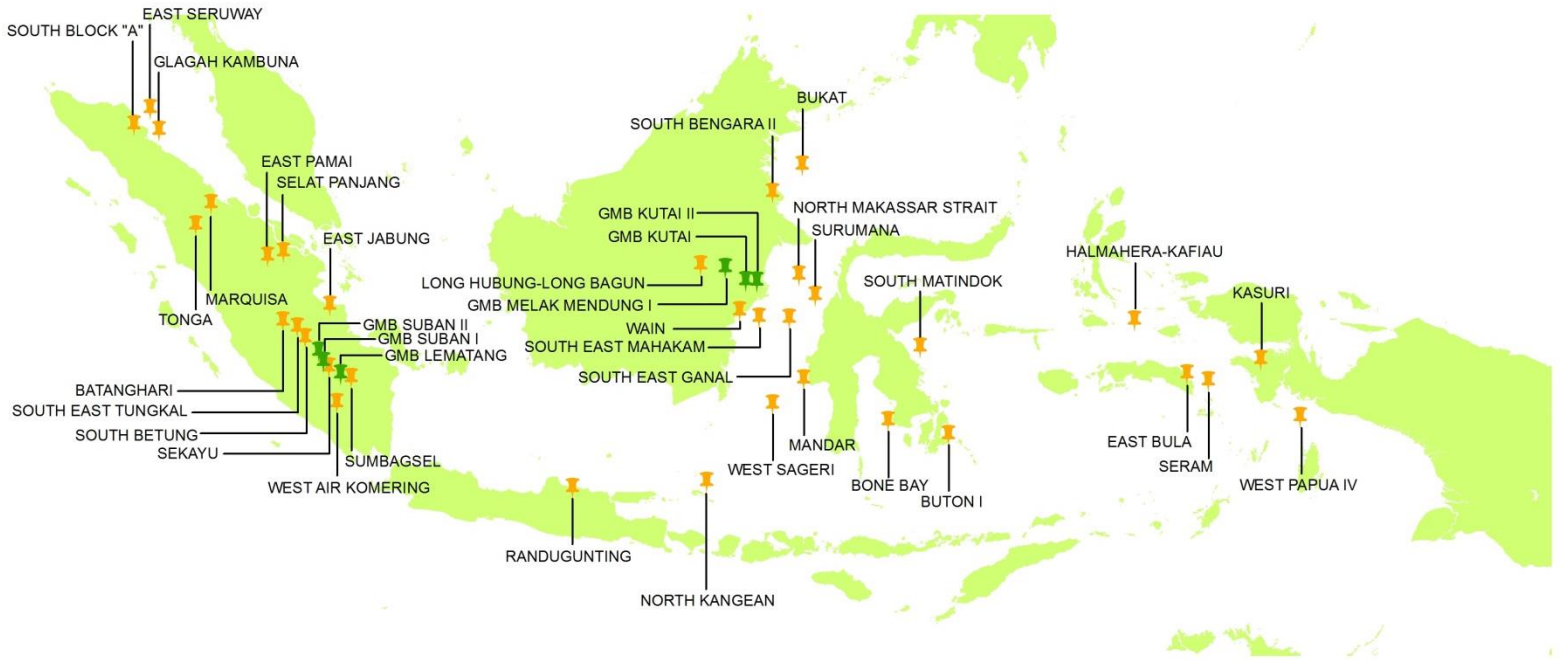 EAST SERUWAY
SOUTH BLOCK "A"
GLAGAH KAMBUNA
BUKAT
SOUTH BENGARA II
EAST PAMAI
SELAT PANJANG
NORTH MAKASSAR STRAIT
GMB KUTAI II
SURUMANA
GMB KUTAI
EAST JABUNG
HALMAHERA-KAFIAU
LONG HUBUNG-LONG BAGUN
SOUTH MATINDOK
KASURI
MARQUISA
GMB MELAK MENDUNG I
TONGA
GMB SUBAN II
WAIN
GMB SUBAN I
SOUTH EAST MAHAKAM
GMB LEMATANG
SOUTH EAST GANAL
BATANGHARI
SOUTH EAST TUNGKAL
SOUTH BETUNG
SEKAYU
SUMBAGSEL
WEST AIR KOMERING
MANDAR
WEST SAGERI
BONE BAY
BUTON I
EAST BULA
SERAM
WEST PAPUA IV
RANDUGUNTING
NORTH KANGEAN